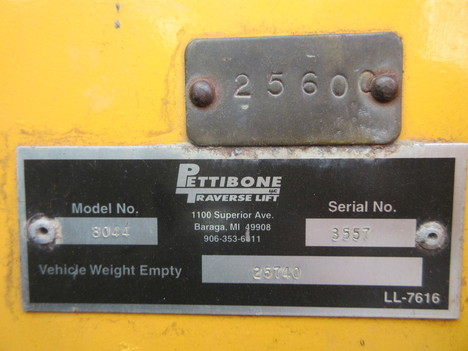 25600
PETTIBONE LLC
TRAVERSE LIFT
1100 Superior Ave.
Baraga, MI 49908
906-353-6611
Model No.
8044
Serial No.
3557
Vehicle Weight Empty
25740
LL-7616